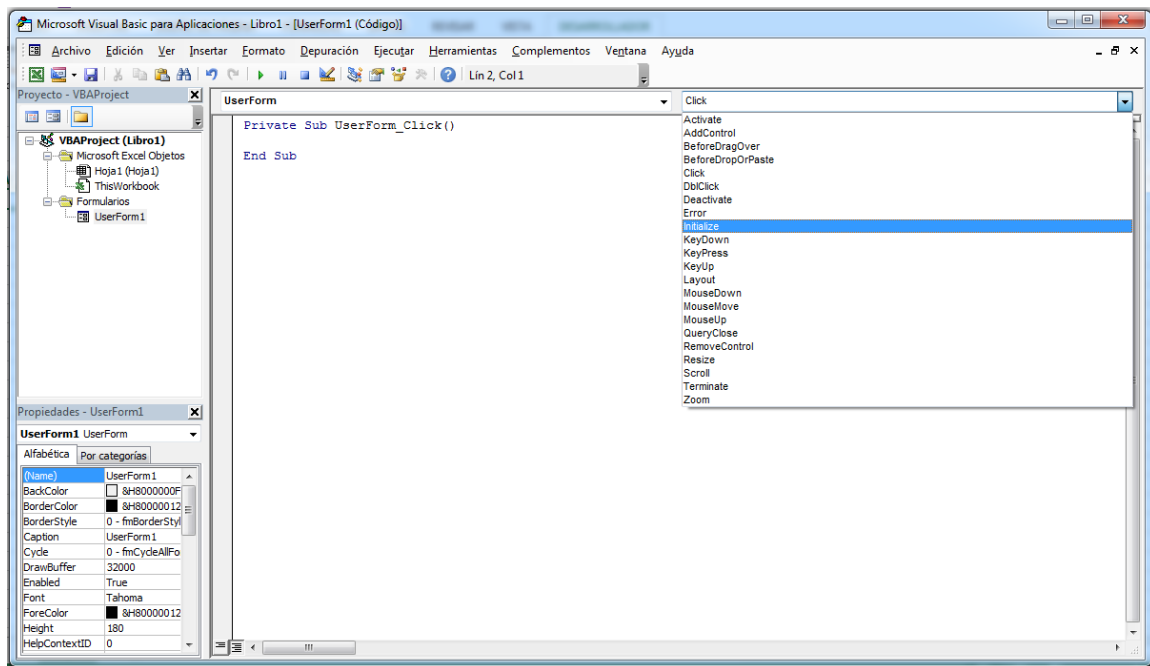 Microsoft Visual Basic para Aplicaciones - Libro1 - [UserForm1 (Código)]
Archivo Edición Ver Insertar Formato Depuración Ejecutar Herramientas Complementos Ventana Ayuda
Lín 2, Col 1
Proyecto - VBAProject
VBAProject (Libro1)
Microsoft Excel Objetos
Hoja1 (Hoja1)
ThisWorkbook
Formularios
UserForm1
UserForm
Click
Private Sub UserForm_Click()
End Sub
Activate
AddControl
BeforeDragOver
BeforeDropOrPaste
Click
DblClick
Deactivate
Error
Initialize
KeyDown
KeyPress
KeyUp
Layout
MouseDown
MouseMove
MouseUp
QueryClose
RemoveControl
Resize
Scroll
Terminate
Zoom
Propiedades - UserForm1
UserForm1 UserForm
Alfabética Por categorías
(Name) UserForm1
BackColor &H8000000F
BorderColor &H80000012
BorderStyle 0 - fmBorderStyl
Caption UserForm1
Cycle 0 - fmCycleAllFo
DrawBuffer 32000
Enabled True
Font Tahoma
ForeColor &H80000012
Height 180
HelpContextID 0